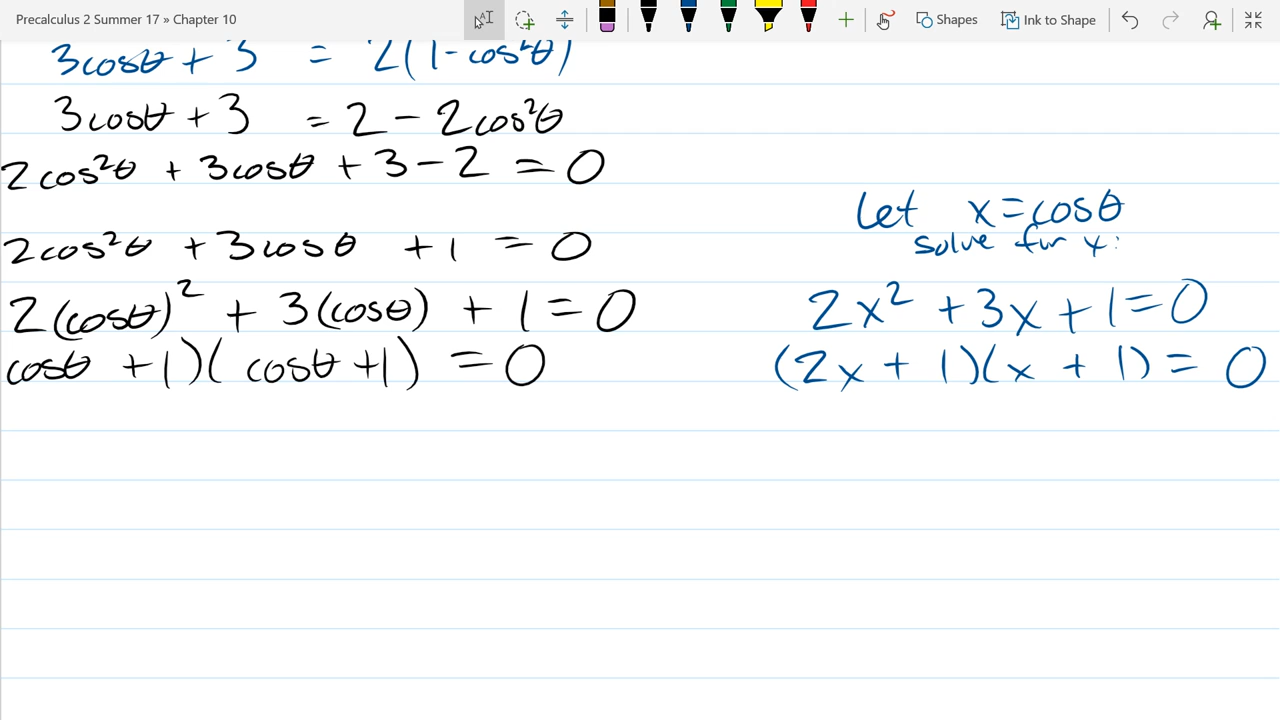 Precalculus 2 Summer 17 » Chapter 10
Shapes
Ink to Shape
3cosθ + 3 = 2(1-cos²θ)
3cosθ + 3 = 2 - 2cos²θ
2cos²θ + 3cosθ + 3 - 2 = 0
2cos²θ + 3cosθ + 1 = 0
2(cosθ)² + 3(cosθ) + 1 = 0
cosθ + 1)(cosθ + 1) = 0
Let x = cosθ
solve for x:
2x² + 3x + 1 = 0
(2x + 1)(x + 1) = 0